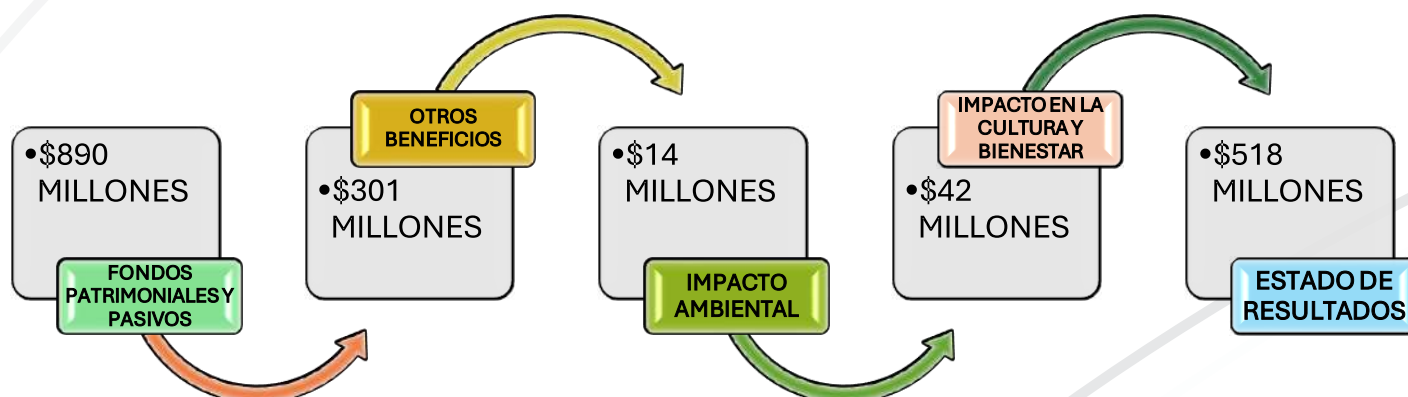 •$890
MILLONES
FONDOS
PATRIMONIALES Y
PASIVOS
OTROS
BENEFICIOS
•$301
MILLONES
•$14
MILLONES
IMPACTO
AMBIENTAL
IMPACTO EN LA
CULTURA Y
BIENESTAR
•$42
MILLONES
•$518
MILLONES
ESTADO DE
RESULTADOS